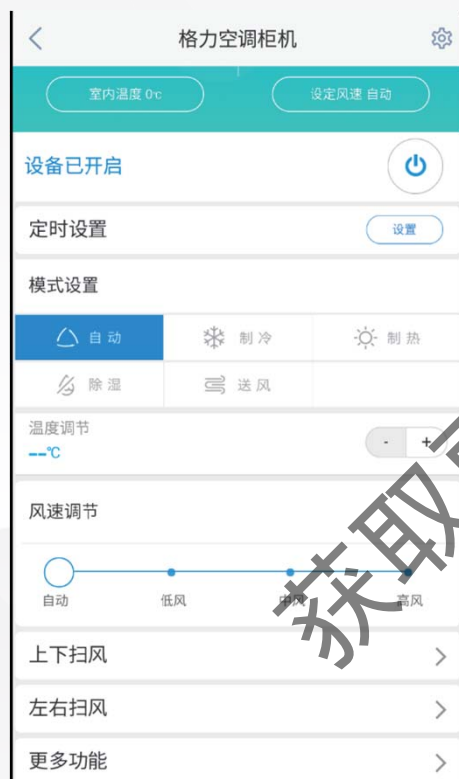 格力空调柜机
室内温度 0℃ 设定风速 自动
设备已开启
定时设置 设置
模式设置
自动 制冷 制热
除湿 送风
温度调节
--℃ - +
风速调节
自动 低风 中风 高风
上下扫风
左右扫风
更多功能
获取